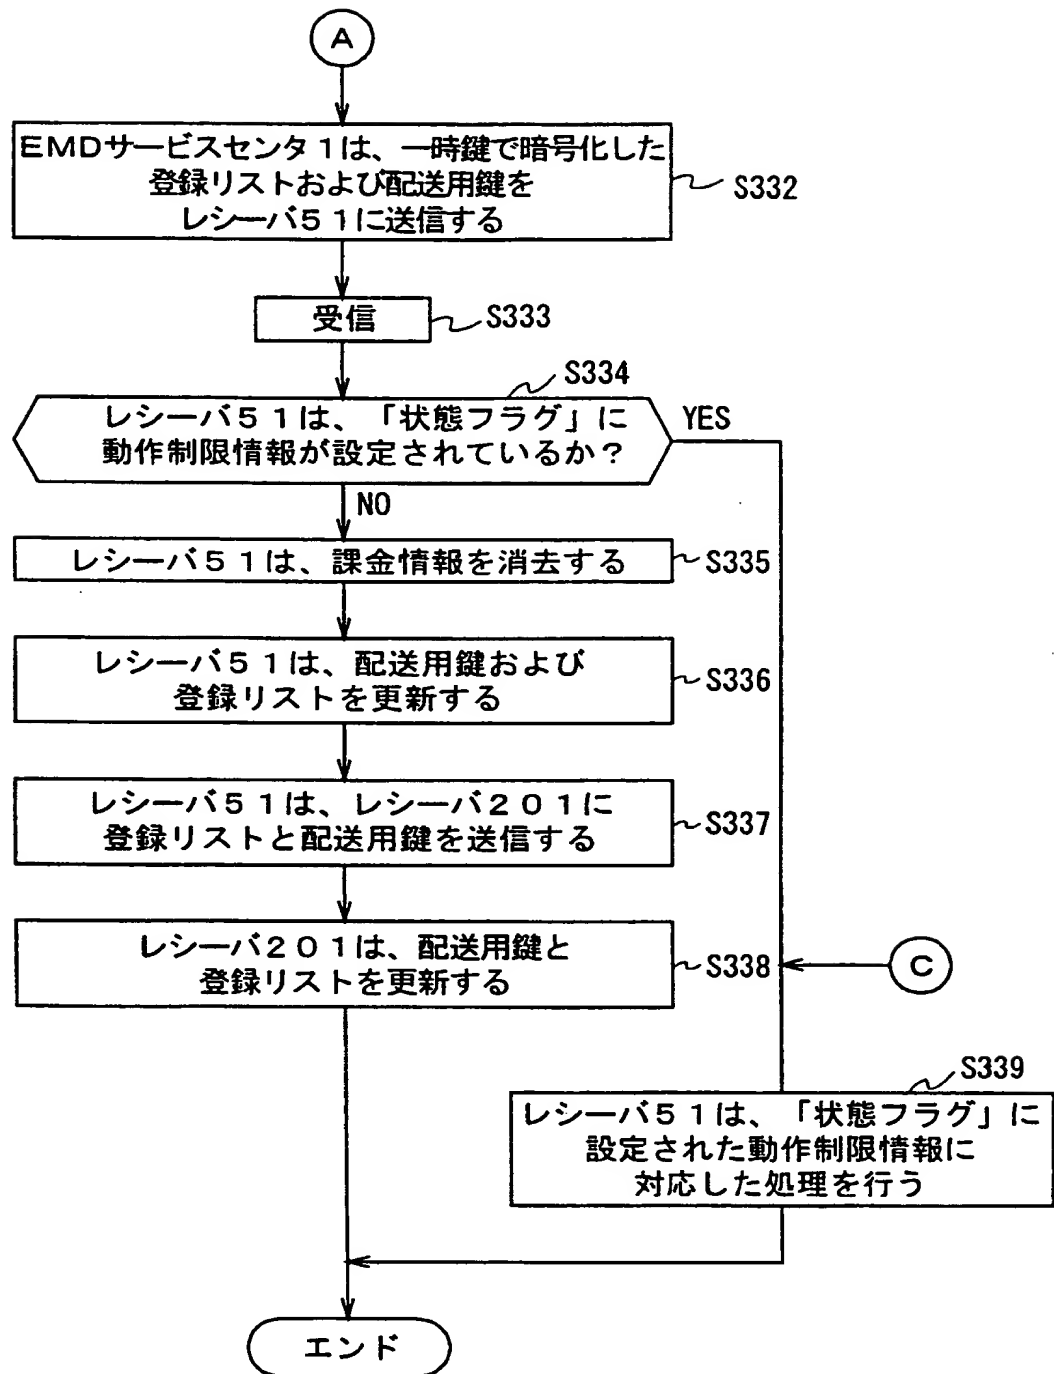 A
EMDサービスセンタ1は、一時鍵で暗号化した
登録リストおよび配送用鍵を
レシーバ51に送信する
S332
受信
S333
S334
レシーバ51は、「状態フラグ」に
動作制限情報が設定されているか?
YES
NO
レシーバ51は、課金情報を消去する
S335
レシーバ51は、配送用鍵および
登録リストを更新する
S336
レシーバ51は、レシーバ201に
登録リストと配送用鍵を送信する
S337
レシーバ201は、配送用鍵と
登録リストを更新する
S338
C
S339
レシーバ51は、「状態フラグ」に
設定された動作制限情報に
対応した処理を行う
エンド